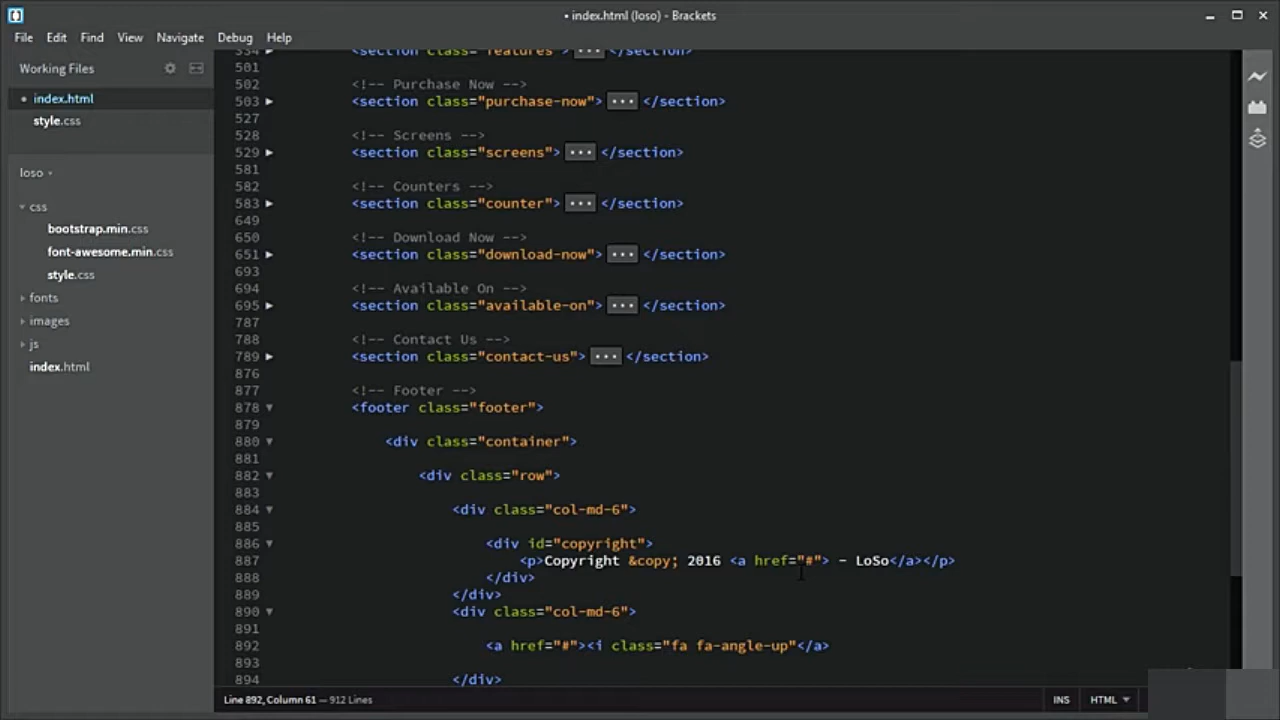 • index.html (loso) - Brackets
File Edit Find View Navigate Debug Help
Working Files
index.html
style.css
loso
css
bootstrap.min.css
font-awesome.min.css
style.css
fonts
images
js
index.html
334 <section class="features"> ••• </section>
501
502 <!-- Purchase Now -->
503 <section class="purchase-now"> ••• </section>
527
528 <!-- Screens -->
529 <section class="screens"> ••• </section>
581
582 <!-- Counters -->
583 <section class="counter"> ••• </section>
649
650 <!-- Download Now -->
651 <section class="download-now"> ••• </section>
693
694 <!-- Available On -->
695 <section class="available-on"> ••• </section>
787
788 <!-- Contact Us -->
789 <section class="contact-us"> ••• </section>
876
877 <!-- Footer -->
878 <footer class="footer">
879
880 <div class="container">
881
882 <div class="row">
883
884 <div class="col-md-6">
885
886 <div id="copyright">
887 <p>Copyright &copy; 2016 <a href="#"> - LoSo</a></p>
888 </div>
889 </div>
890 <div class="col-md-6">
891
892 <a href="#"><i class="fa fa-angle-up"</a>
893
894 </div>
Line 892, Column 61 — 912 Lines
INS HTML